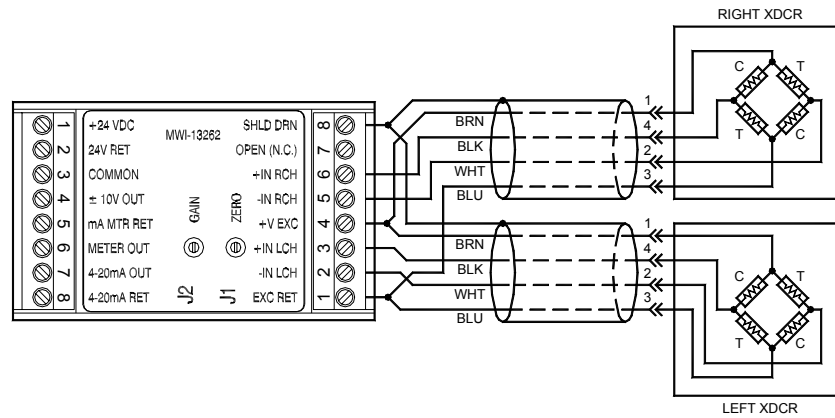 RIGHT XDCR
C T
T C
1
BRN
4
BLK
2
WHT
3
BLU
MWI-13262
1 +24 VDC SHLD DRN 8
2 24V RET OPEN (N.C.) 7
3 COMMON +IN RCH 6
4 ± 10V OUT -IN RCH 5
5 mA MTR RET +V EXC 4
6 METER OUT +IN LCH 3
7 4-20mA OUT -IN LCH 2
8 4-20mA RET EXC RET 1
GAIN
ZERO
J2
J1
1
BRN
4
BLK
2
WHT
3
BLU
C T
T C
LEFT XDCR